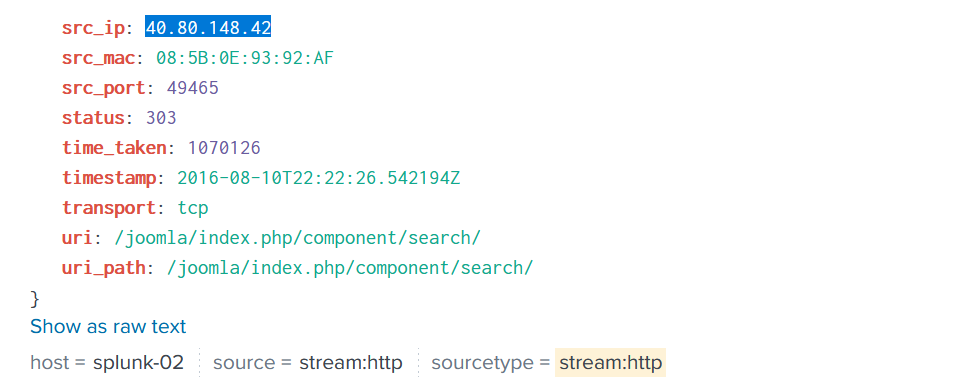 src_ip: 40.80.148.42
src_mac: 08:5B:0E:93:92:AF
src_port: 49465
status: 303
time_taken: 1070126
timestamp: 2016-08-10T22:22:26.542194Z
transport: tcp
uri: /joomla/index.php/component/search/
uri_path: /joomla/index.php/component/search/
}
Show as raw text
host = splunk-02 source = stream:http sourcetype = stream:http